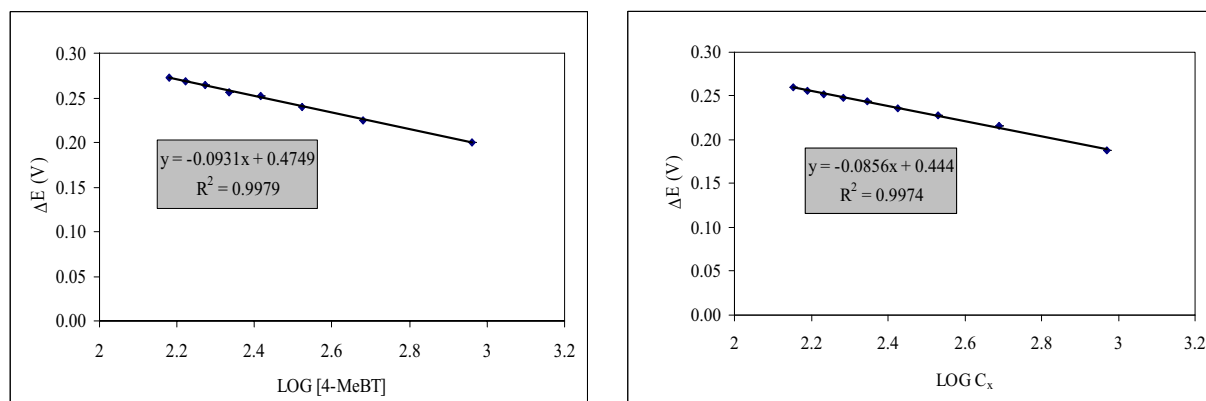 0.30
0.25
0.20
0.15
0.10
0.05
0.00
ΔE (V)
y = -0.0931x + 0.4749
R² = 0.9979
2 2.2 2.4 2.6 2.8 3 3.2
LOG [4-MeBT]
0.30
0.25
0.20
0.15
0.10
0.05
0.00
ΔE (V)
y = -0.0856x + 0.444
R² = 0.9974
2 2.2 2.4 2.6 2.8 3 3.2
LOG Cₓ